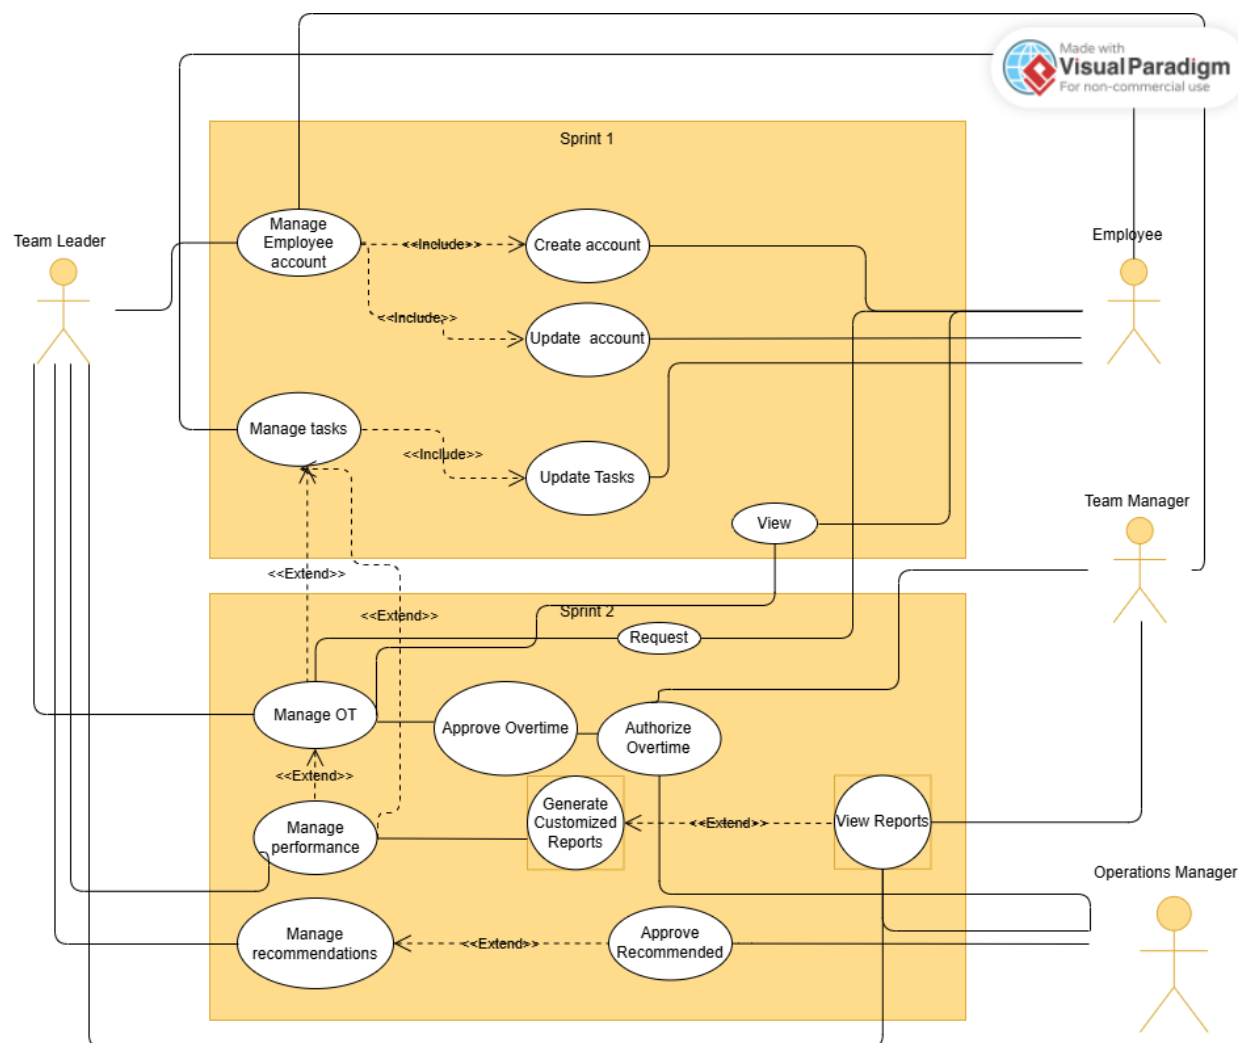 Made with
Visual Paradigm
For non-commercial use
Sprint 1
Team Leader
Manage
Employee
account
<<Include>>
Create account
Employee
<<Include>>
Update  account
Manage tasks
<<Include>>
Update Tasks
View
Team Manager
<<Extend>>
<<Extend>>
Sprint 2
Request
Manage OT
Approve Overtime
Authorize
Overtime
<<Extend>>
Manage
performance
Generate
Customized
Reports
<<Extend>>
View Reports
Operations Manager
Manage
recommendations
<<Extend>>
Approve
Recommended